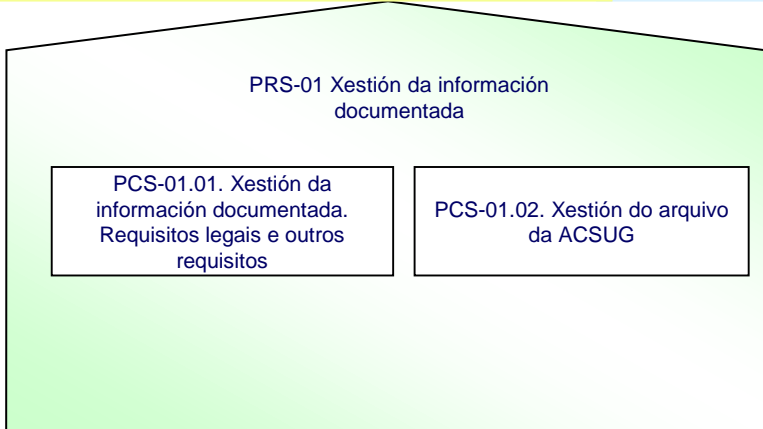 PRS-01 Xestión da información
documentada
PCS-01.01. Xestión da
información documentada.
Requisitos legais e outros
requisitos
PCS-01.02. Xestión do arquivo
da ACSUG